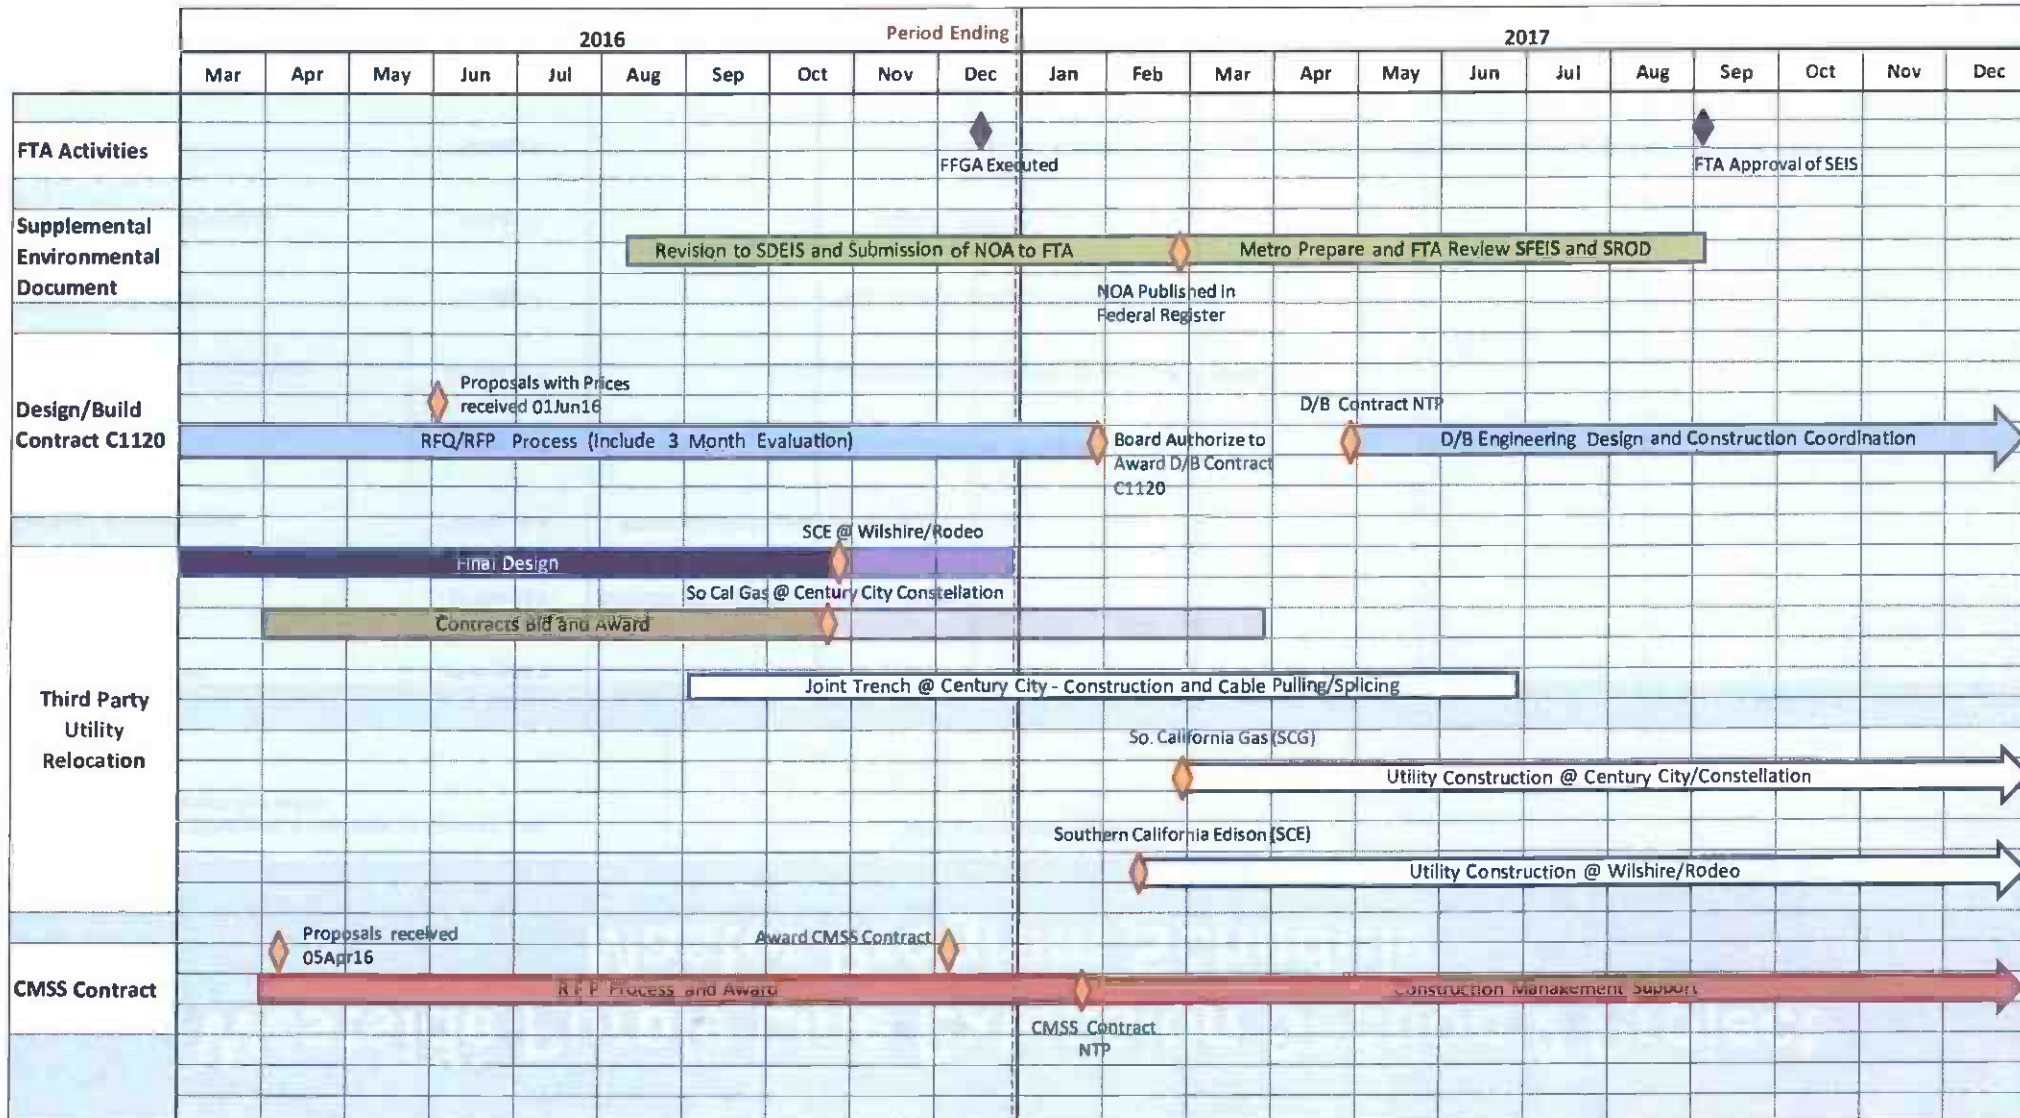 2016
Period Ending
2017
Mar Apr May Jun Jul Aug Sep Oct Nov Dec Jan Feb Mar Apr May Jun Jul Aug Sep Oct Nov Dec
FTA Activities
FFGA Executed
FTA Approval of SEIS
Supplemental
Environmental
Document
Revision to SDEIS and Submission of NOA to FTA
Metro Prepare and FTA Review SFEIS and SROD
NOA Published in
Federal Register
Design/Build
Contract C1120
Proposals with Prices
received 01Jun16
D/B Contract NTP
RFQ/RFP Process (Include 3 Month Evaluation)
Board Authorize to
Award D/B Contract
C1120
D/B Engineering Design and Construction Coordination
Third Party
Utility
Relocation
SCE @ Wilshire/Rodeo
Final Design
So Cal Gas @ Century City Constellation
Contracts Bid and Award
Joint Trench @ Century City - Construction and Cable Pulling/Splicing
So. California Gas (SCG)
Utility Construction @ Century City/Constellation
Southern California Edison (SCE)
Utility Construction @ Wilshire/Rodeo
CMSS Contract
Proposals received
05Apr16
Award CMSS Contract
R F P Process and Award
Construction Management Support
CMSS Contract
NTP